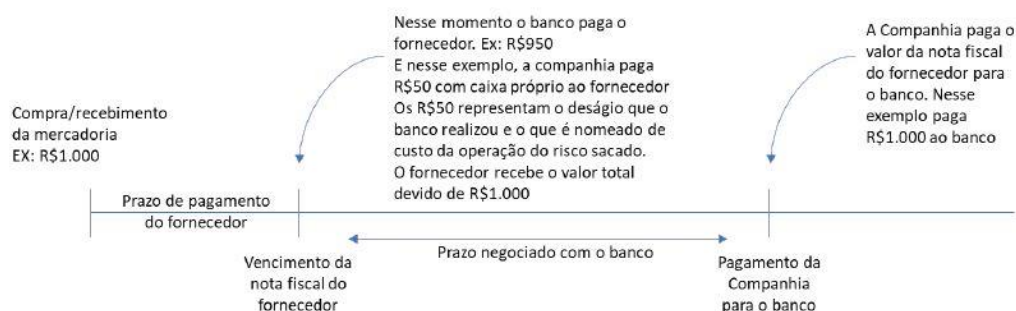 Compra/recebimento
da mercadoria
EX: R$1.000
Nesse momento o banco paga o
fornecedor. Ex: R$950
E nesse exemplo, a companhia paga
R$50 com caixa próprio ao fornecedor
Os R$50 representam o deságio que o
banco realizou e o que é nomeado de
custo da operação do risco sacado.
O fornecedor recebe o valor total
devido de R$1.000
A Companhia paga o
valor da nota fiscal
do fornecedor para
o banco. Nesse
exemplo paga
R$1.000 ao banco
Prazo de pagamento
do fornecedor
Vencimento da
nota fiscal do
fornecedor
Prazo negociado com o banco
Pagamento da
Companhia
para o banco